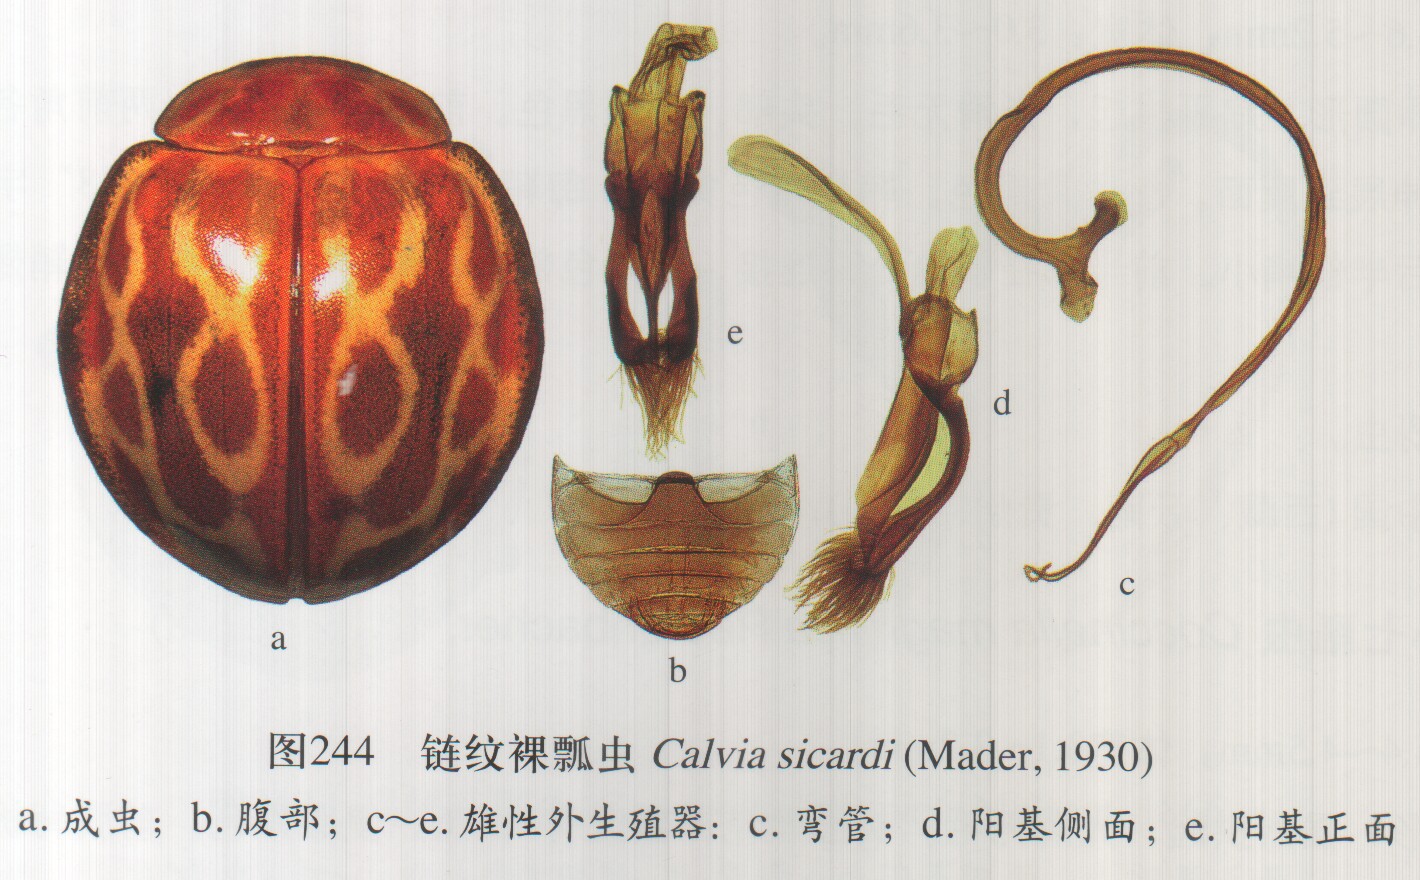 e
d
c
a
b
图244 链纹裸瓢虫 Calvia sicardi (Mader, 1930)
a. 成虫；b. 腹部；c～e. 雄性外生殖器：c. 弯管；d. 阳基侧面；e. 阳基正面